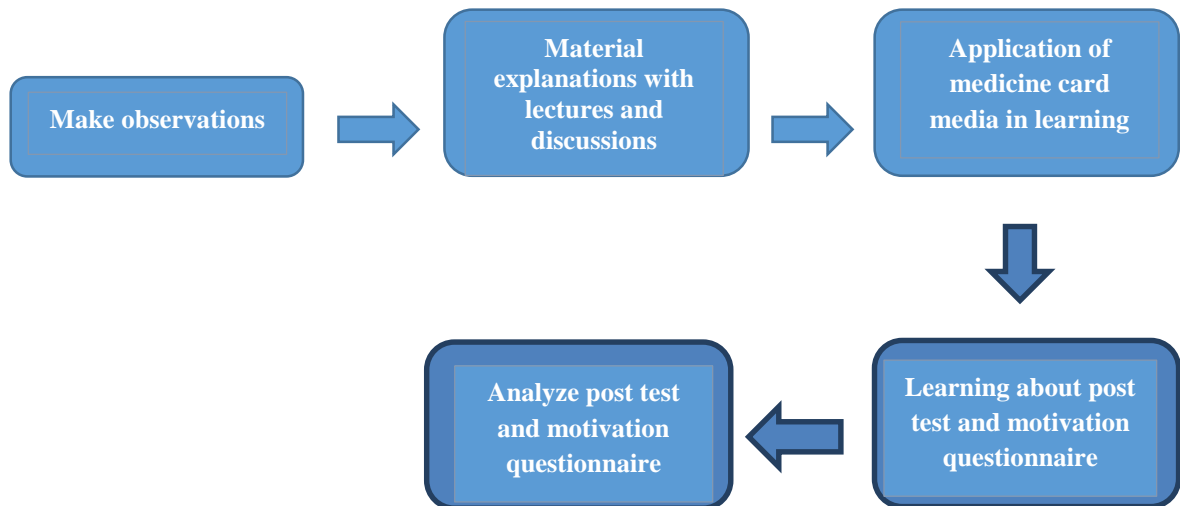 Make observations
Material
explanations with
lectures and
discussions
Application of
medicine card
media in learning
Learning about post
test and motivation
questionnaire
Analyze post test
and motivation
questionnaire